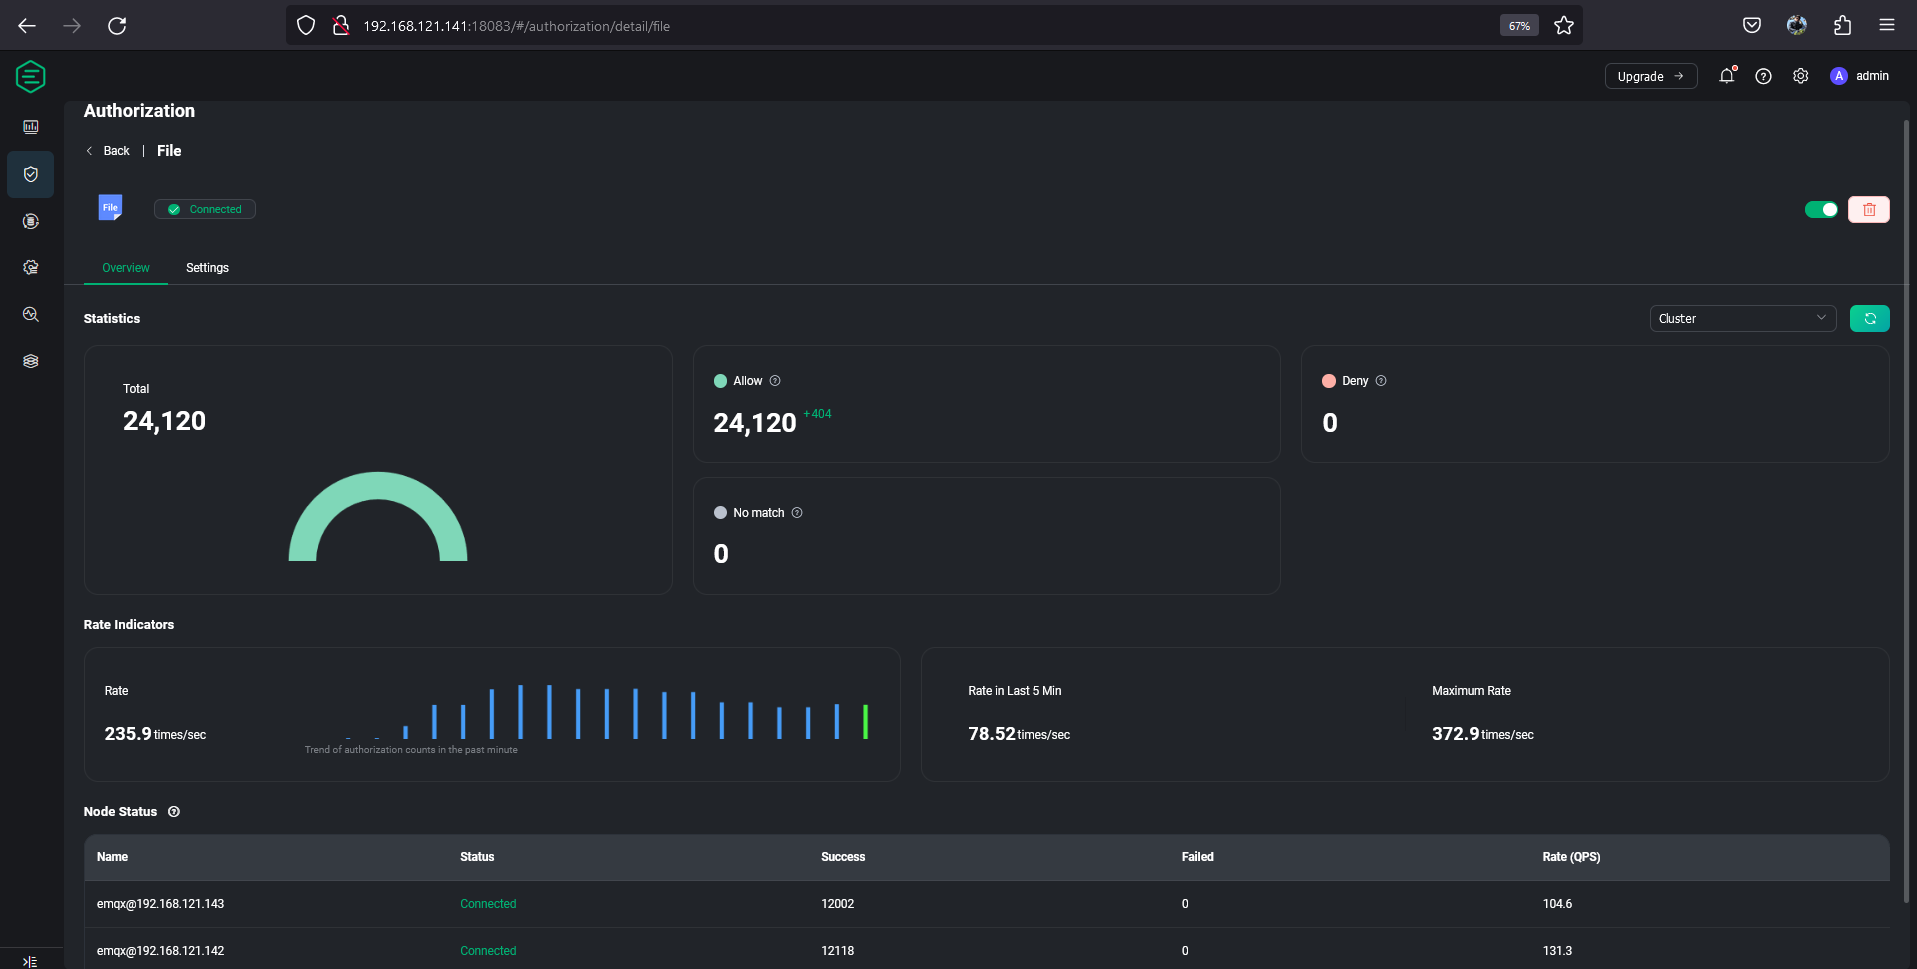 192.168.121.141:18083/#/authorization/detail/file
67%
Upgrade →
A admin
Authorization
Back | File
File
Connected
Overview Settings
Statistics
Cluster
Total
24,120
Allow
24,120 +404
Deny
0
No match
0
Rate Indicators
Rate
235.9 times/sec
Trend of authorization counts in the past minute
Rate in Last 5 Min
78.52 times/sec
Maximum Rate
372.9 times/sec
Node Status
Name Status Success Failed Rate (QPS)
emqx@192.168.121.143 Connected 12002 0 104.6
emqx@192.168.121.142 Connected 12118 0 131.3